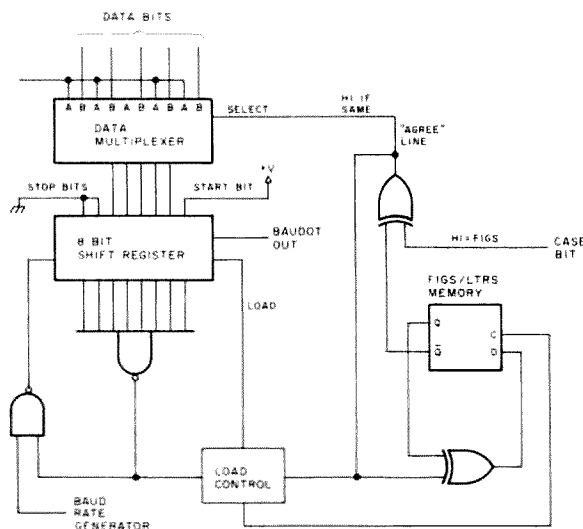 DATA BITS
A B A B A B A B A B
SELECT
HI IF
SAME
DATA
MULTIPLEXER
"AGREE"
LINE
+V
STOP BITS
START BIT
8 BIT
SHIFT REGISTER
BAUDOT
OUT
HI=FIGS
CASE
BIT
LOAD
FIGS/LTRS
MEMORY
Q
C
Q̅
D
LOAD
CONTROL
BAUD
RATE
GENERATOR